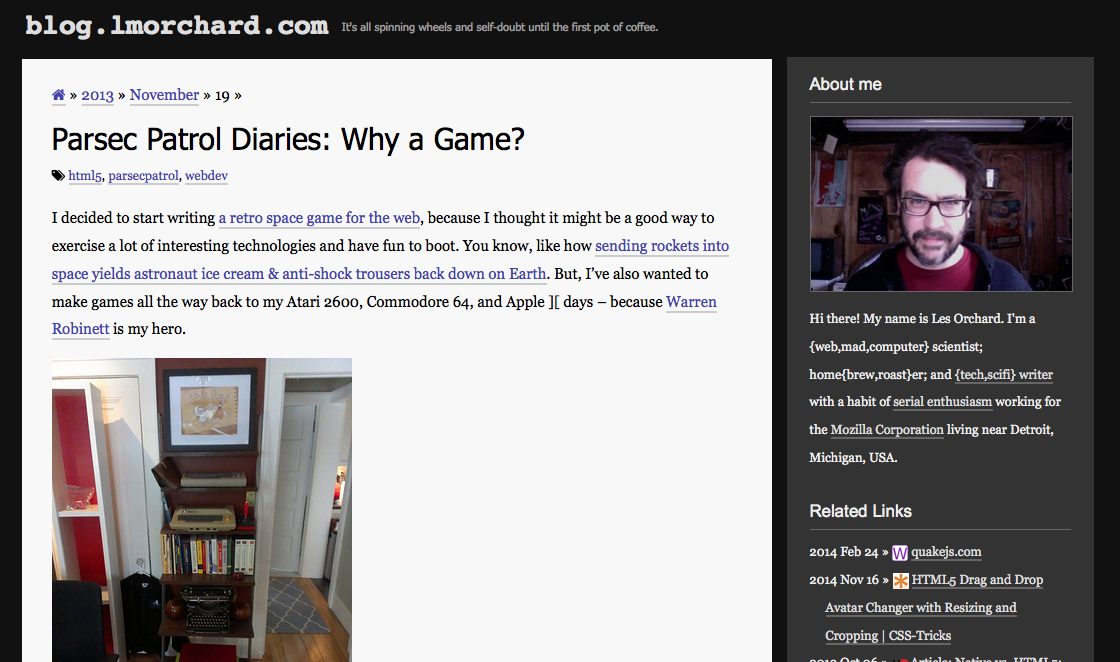 blog.lmorchard.com
It's all spinning wheels and self-doubt until the first pot of coffee.
» 2013 » November » 19 »
Parsec Patrol Diaries: Why a Game?
html5, parsecpatrol, webdev
I decided to start writing a retro space game for the web, because I thought it might be a good way to
exercise a lot of interesting technologies and have fun to boot. You know, like how sending rockets into
space yields astronaut ice cream & anti-shock trousers back down on Earth. But, I've also wanted to
make games all the way back to my Atari 2600, Commodore 64, and Apple ][ days – because Warren
Robinett is my hero.
About me
Hi there! My name is Les Orchard. I'm a
{web,mad,computer} scientist;
home{brew,roast}er; and {tech,scifi} writer
with a habit of serial enthusiasm working for
the Mozilla Corporation living near Detroit,
Michigan, USA.
Related Links
2014 Feb 24 » W quakejs.com
2014 Nov 16 » HTML5 Drag and Drop
Avatar Changer with Resizing and
Cropping | CSS-Tricks
2013 Oct 06 » Article: Native vs. HTML5: